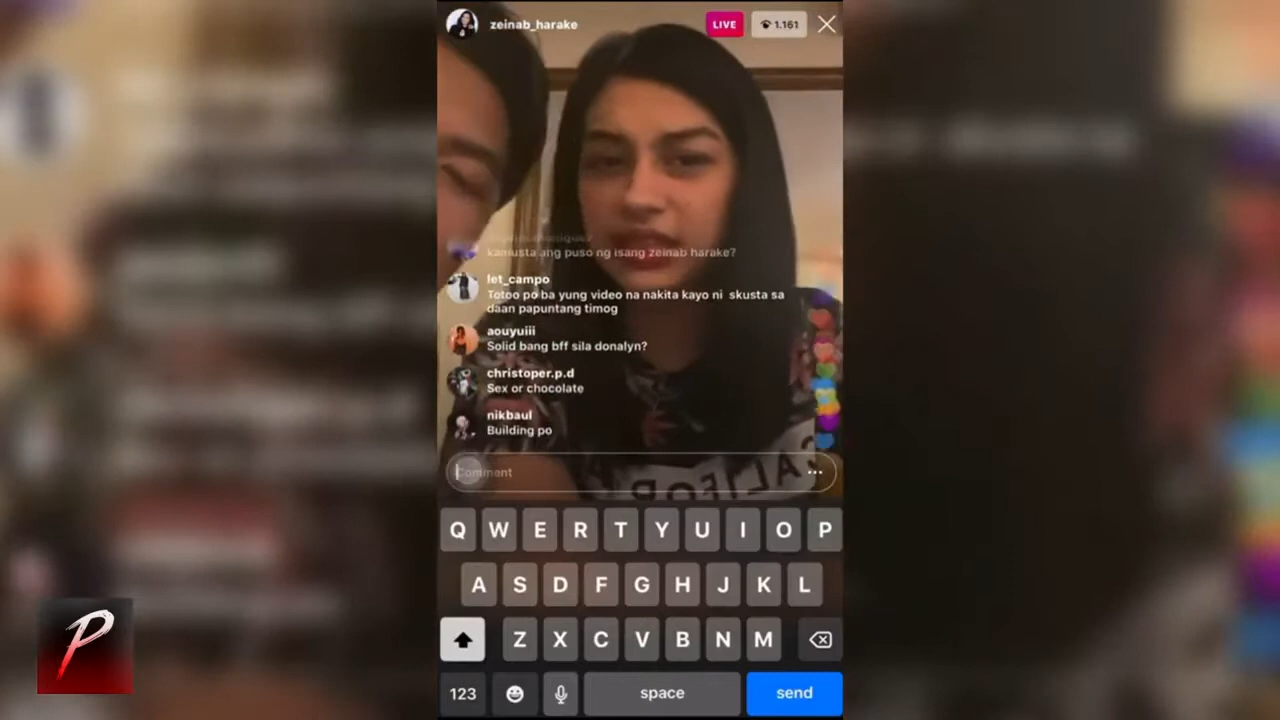 zeinab_harake
LIVE
1.161
kamusta ang puso ng isang zeinab harake?
let_campo
Totoo po ba yung video na nakita kayo ni skusta sa
daan papuntang timog
aouyuiii
Solid bang bff sila donalyn?
christoper.p.d
Sex or chocolate
nikbaul
Building po
Comment
CALIFOR
Q W E R T Y U I O P
A S D F G H J K L
Z X C V B N M
123
space
send
P